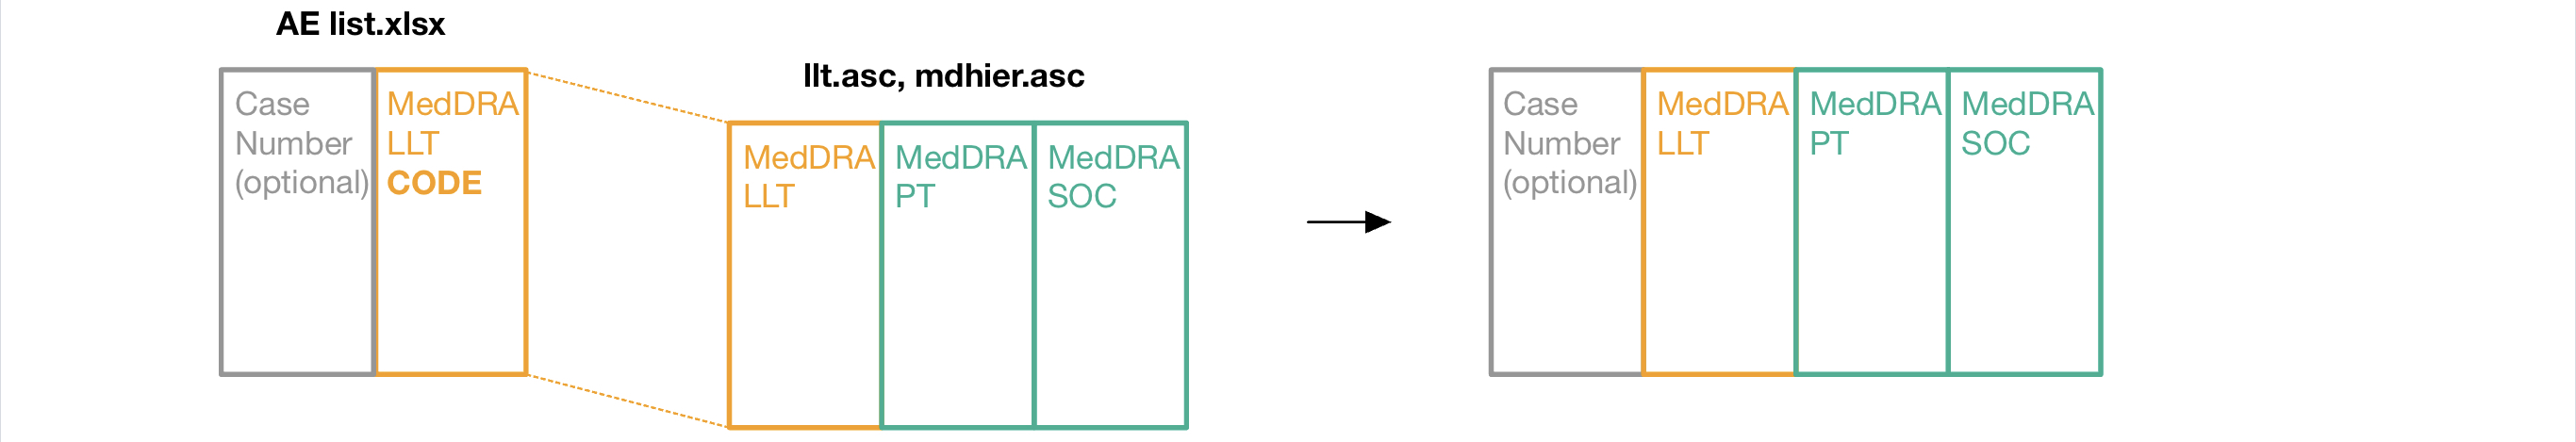 AE list.xlsx
Case
Number
(optional)
MedDRA
LLT
CODE
llt.asc, mdhier.asc
MedDRA
LLT
MedDRA
PT
MedDRA
SOC
Case
Number
(optional)
MedDRA
LLT
MedDRA
PT
MedDRA
SOC